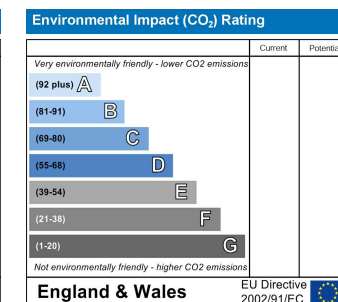 Environmental Impact (CO₂) Rating
Current Potentia
Very environmentally friendly - lower CO2 emissions
(92 plus) A
(81-91) B
(69-80) C
(55-68) D
(39-54) E
(21-38) F
(1-20) G
Not environmentally friendly - higher CO2 emissions
England & Wales
EU Directive
2002/91/EC